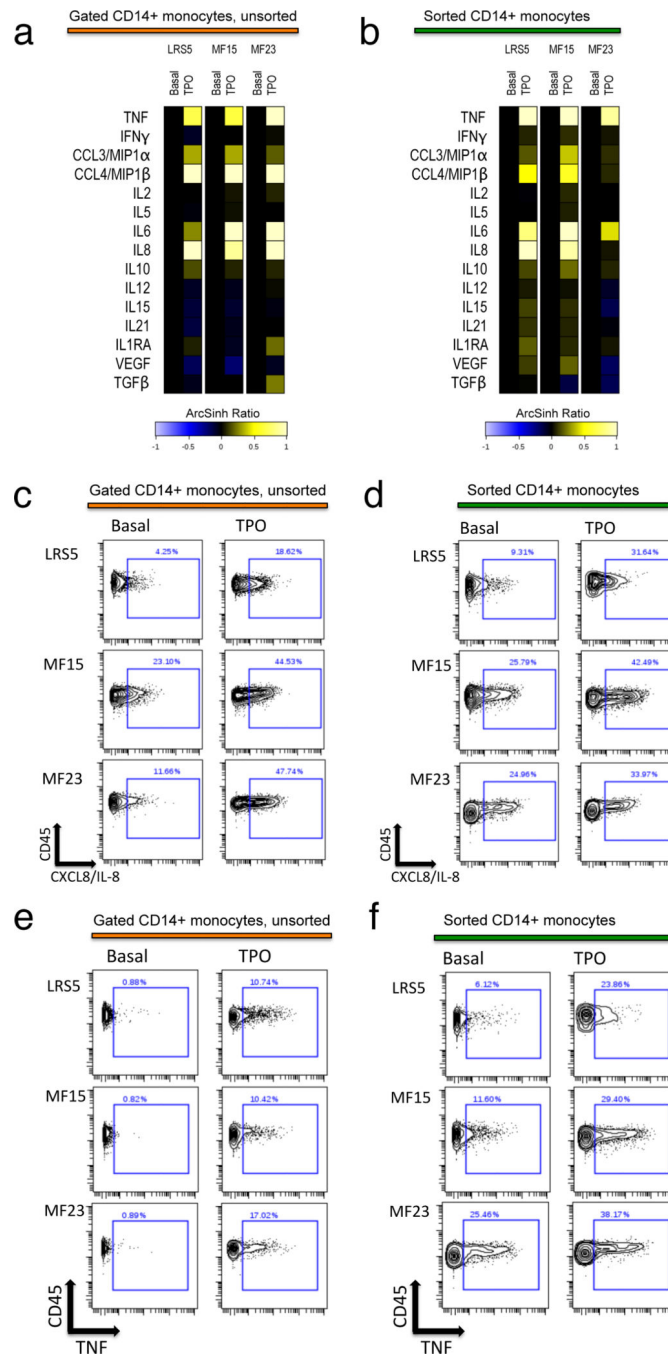 a
Gated CD14+ monocytes, unsorted
LRS5 MF15 MF23
Basal TPO Basal TPO Basal TPO
TNF
IFNγ
CCL3/MIP1α
CCL4/MIP1β
IL2
IL5
IL6
IL8
IL10
IL12
IL15
IL21
IL1RA
VEGF
TGFβ
ArcSinh Ratio
-1 -0.5 0 0.5 1
b
Sorted CD14+ monocytes
LRS5 MF15 MF23
Basal TPO Basal TPO Basal TPO
TNF
IFNγ
CCL3/MIP1α
CCL4/MIP1β
IL2
IL5
IL6
IL8
IL10
IL12
IL15
IL21
IL1RA
VEGF
TGFβ
ArcSinh Ratio
-1 -0.5 0 0.5 1
c
Gated CD14+ monocytes, unsorted
Basal TPO
LRS5
4.25% 18.62%
MF15
23.10% 44.53%
MF23
11.66% 47.74%
CD45
CXCL8/IL-8
d
Sorted CD14+ monocytes
Basal TPO
LRS5
9.31% 31.64%
MF15
25.79% 42.49%
MF23
24.96% 33.97%
CD45
CXCL8/IL-8
e
Gated CD14+ monocytes, unsorted
Basal TPO
LRS5
0.88% 10.74%
MF15
0.82% 10.42%
MF23
0.89% 17.02%
CD45
TNF
f
Sorted CD14+ monocytes
Basal TPO
LRS5
6.12% 23.86%
MF15
11.60% 29.40%
MF23
25.46% 38.17%
CD45
TNF